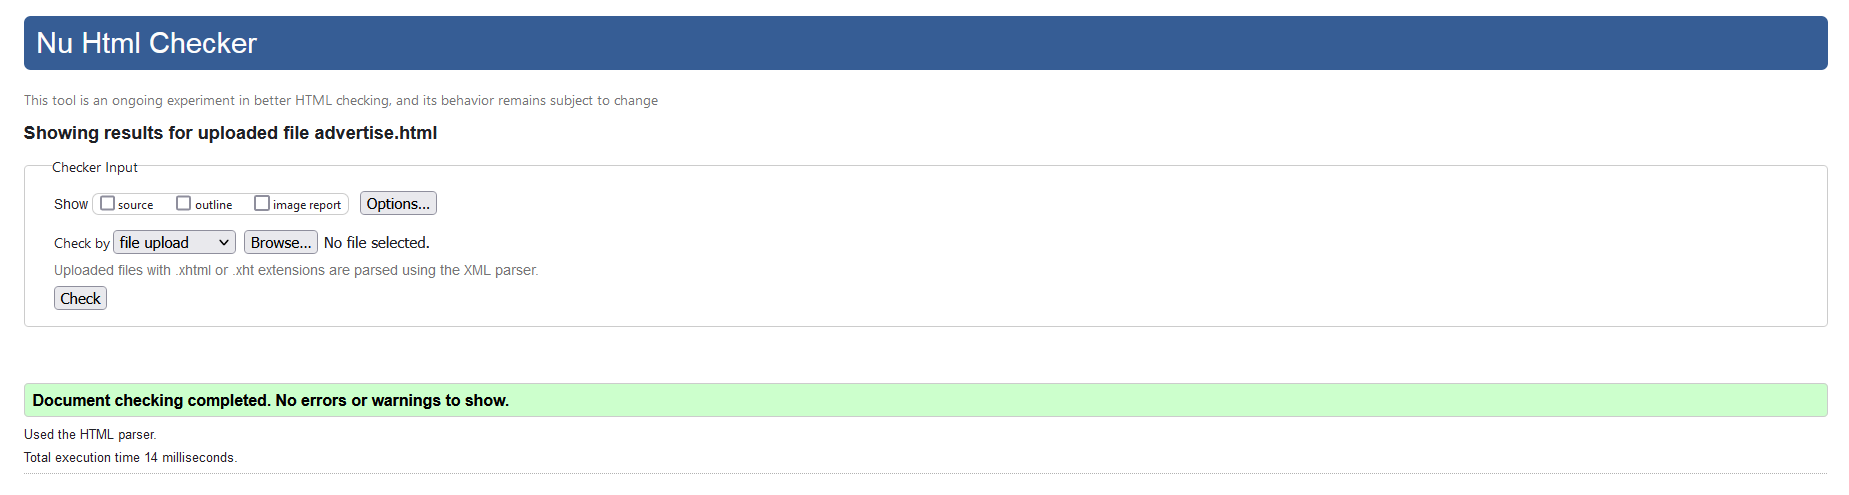 Nu Html Checker
This tool is an ongoing experiment in better HTML checking, and its behavior remains subject to change
Showing results for uploaded file advertise.html
Checker Input
Show source outline image report Options...
Check by file upload Browse... No file selected.
Uploaded files with .xhtml or .xht extensions are parsed using the XML parser.
Check
Document checking completed. No errors or warnings to show.
Used the HTML parser.
Total execution time 14 milliseconds.